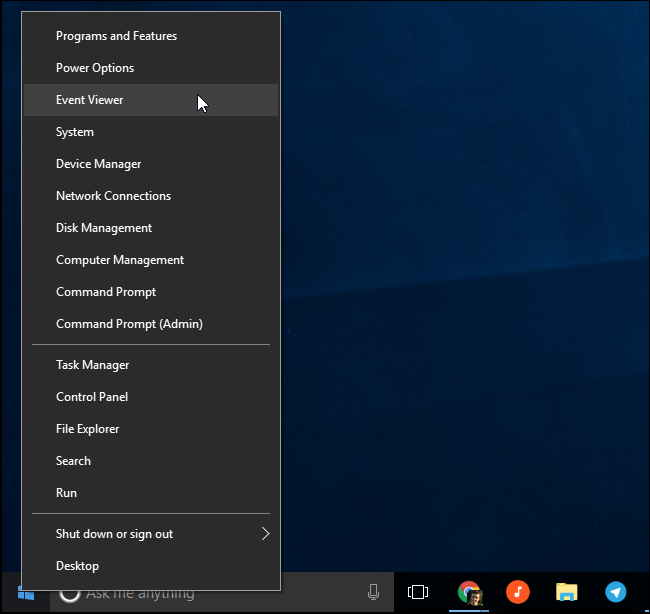 Programs and Features
Power Options
Event Viewer
System
Device Manager
Network Connections
Disk Management
Computer Management
Command Prompt
Command Prompt (Admin)
Task Manager
Control Panel
File Explorer
Search
Run
Shut down or sign out
Desktop
Ask me anything